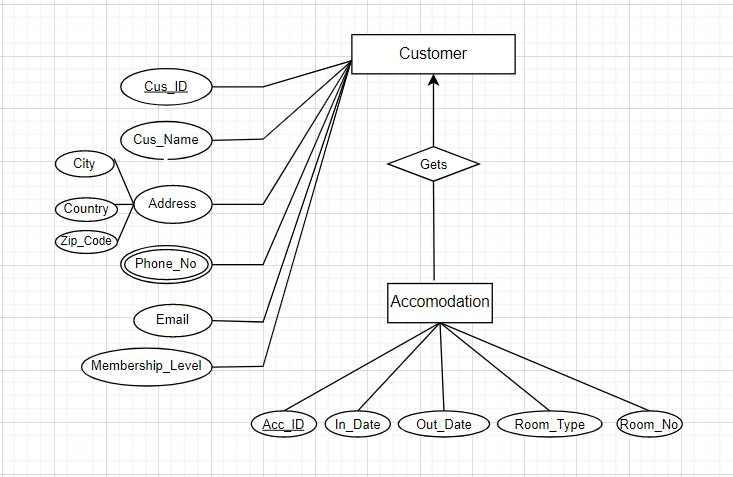 Customer
Cus_ID
Cus_Name
City
Gets
Address
Country
Zip_Code
Phone_No
Accomodation
Email
Membership_Level
Acc_ID
In_Date
Out_Date
Room_Type
Room_No